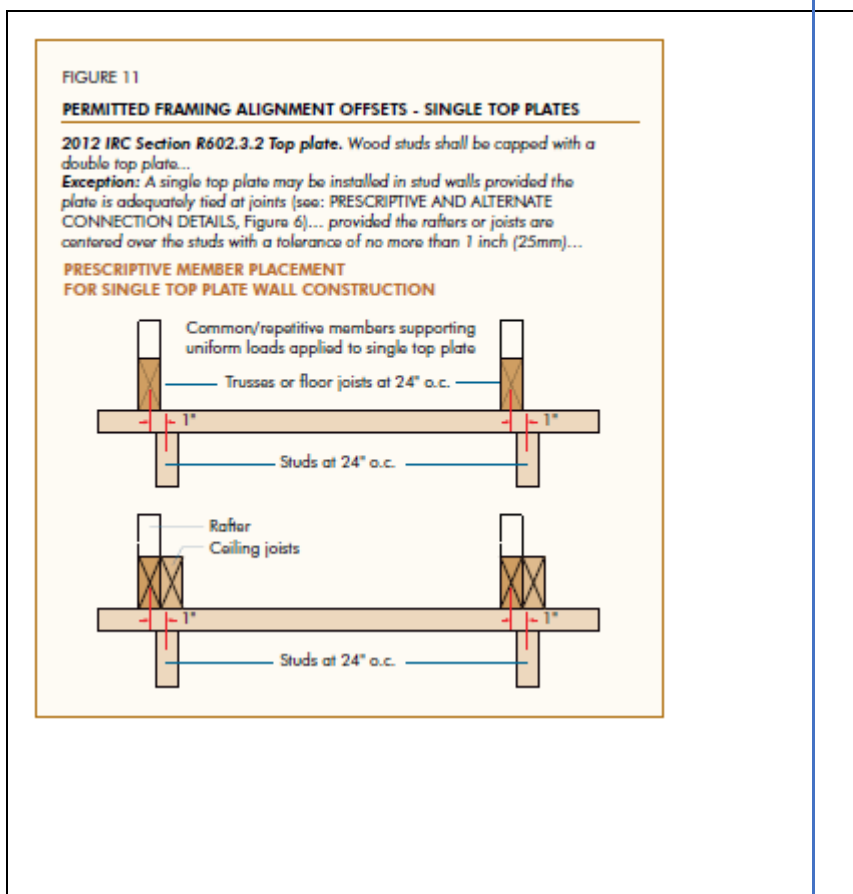 FIGURE 11
PERMITTED FRAMING ALIGNMENT OFFSETS - SINGLE TOP PLATES
2012 IRC Section R602.3.2 Top plate. Wood studs shall be capped with a
double top plate...
Exception: A single top plate may be installed in stud walls provided the
plate is adequately tied at joints (see: PRESCRIPTIVE AND ALTERNATE
CONNECTION DETAILS, Figure 6)... provided the rafters or joists are
centered over the studs with a tolerance of no more than 1 inch (25mm)...
PRESCRIPTIVE MEMBER PLACEMENT
FOR SINGLE TOP PLATE WALL CONSTRUCTION
Common/repetitive members supporting
uniform loads applied to single top plate
Trusses or floor joists at 24" o.c.
1" 1"
Studs at 24" o.c.
Rafter
Ceiling joists
1" 1"
Studs at 24" o.c.